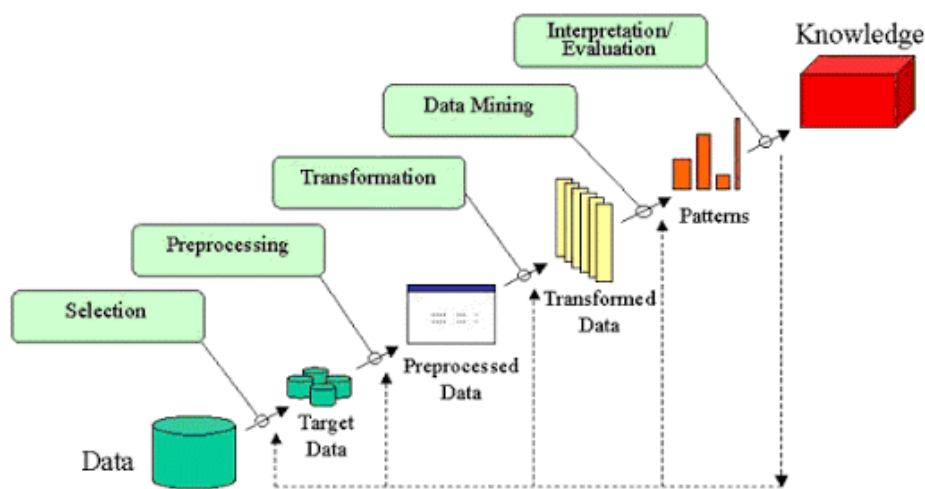 Interpretation/
Evaluation
Knowledge
Data Mining
Transformation
Patterns
Preprocessing
Transformed
Data
Selection
Preprocessed
Data
Target
Data
Data